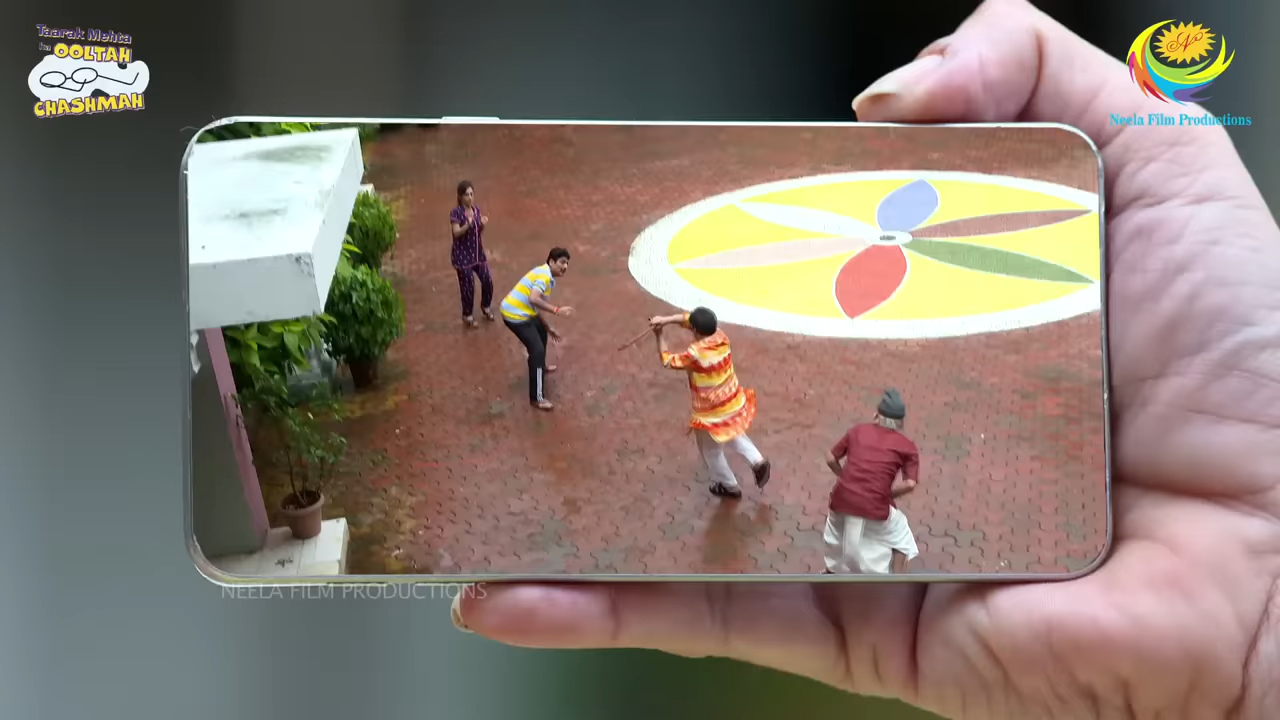 Taarak Mehta
ka OOLTAH
CHASHMAH
Neela Film Productions
NEELA FILM PRODUCTIONS